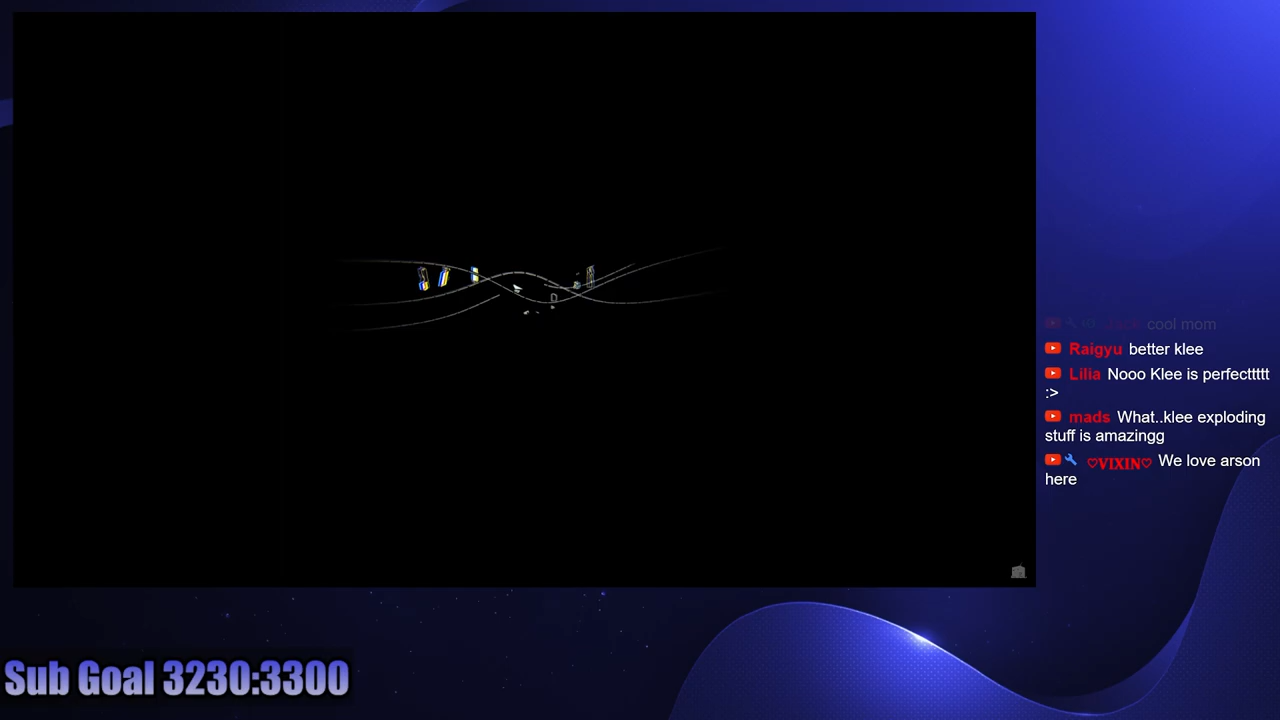 cool mom
Raigyu better klee
Lilia Nooo Klee is perfecttttt
:>
mads What..klee exploding
stuff is amazingg
♡VIXIN♡ We love arson
here
Sub Goal 3230:3300